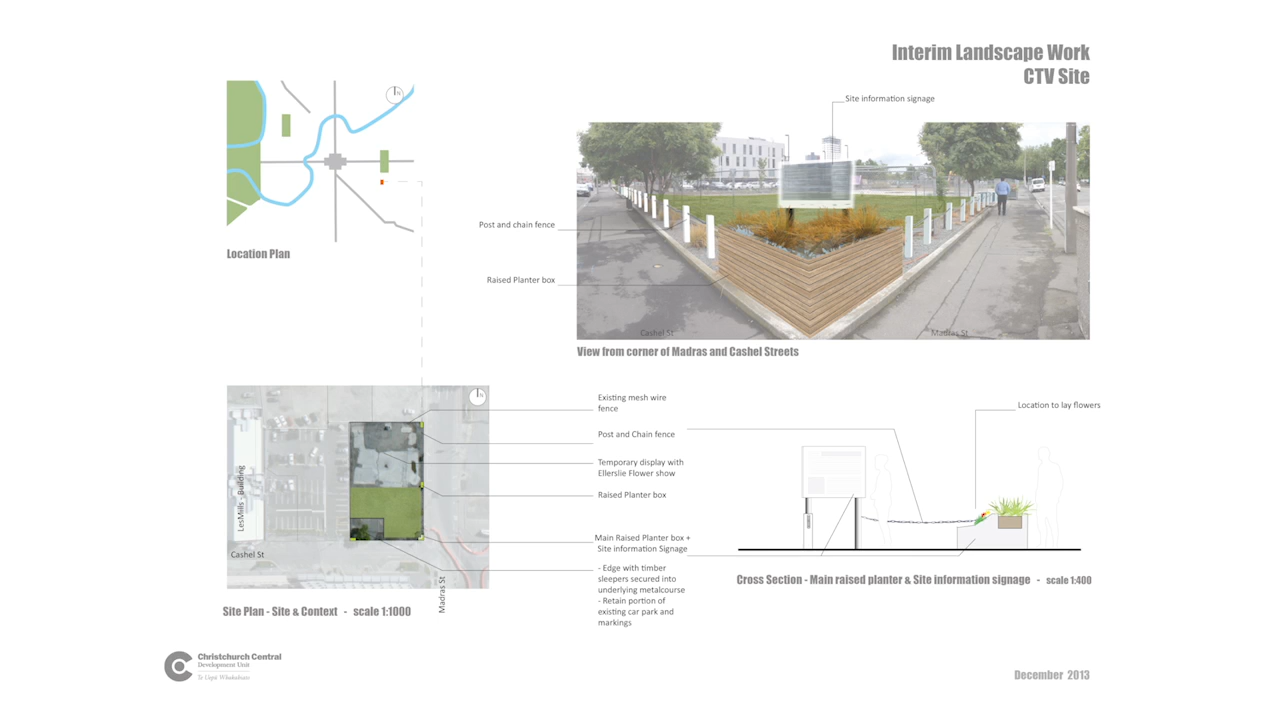 Interim Landscape Work
CTV Site
N
Site information signage
Post and chain fence
Raised Planter box
Location Plan
Cashel St
Madras St
View from corner of Madras and Cashel Streets
N
LesMills - Building
Cashel St
Madras St
Existing mesh wire
fence
Post and Chain fence
Temporary display with
Ellerslie Flower show
Raised Planter box
Main Raised Planter box +
Site information Signage
- Edge with timber
sleepers secured into
underlying metalcourse
- Retain portion of
existing car park and
markings
Site Plan - Site & Context - scale 1:1000
Location to lay flowers
Cross Section - Main raised planter & Site information signage - scale 1:400
Christchurch Central
Development Unit
December 2013